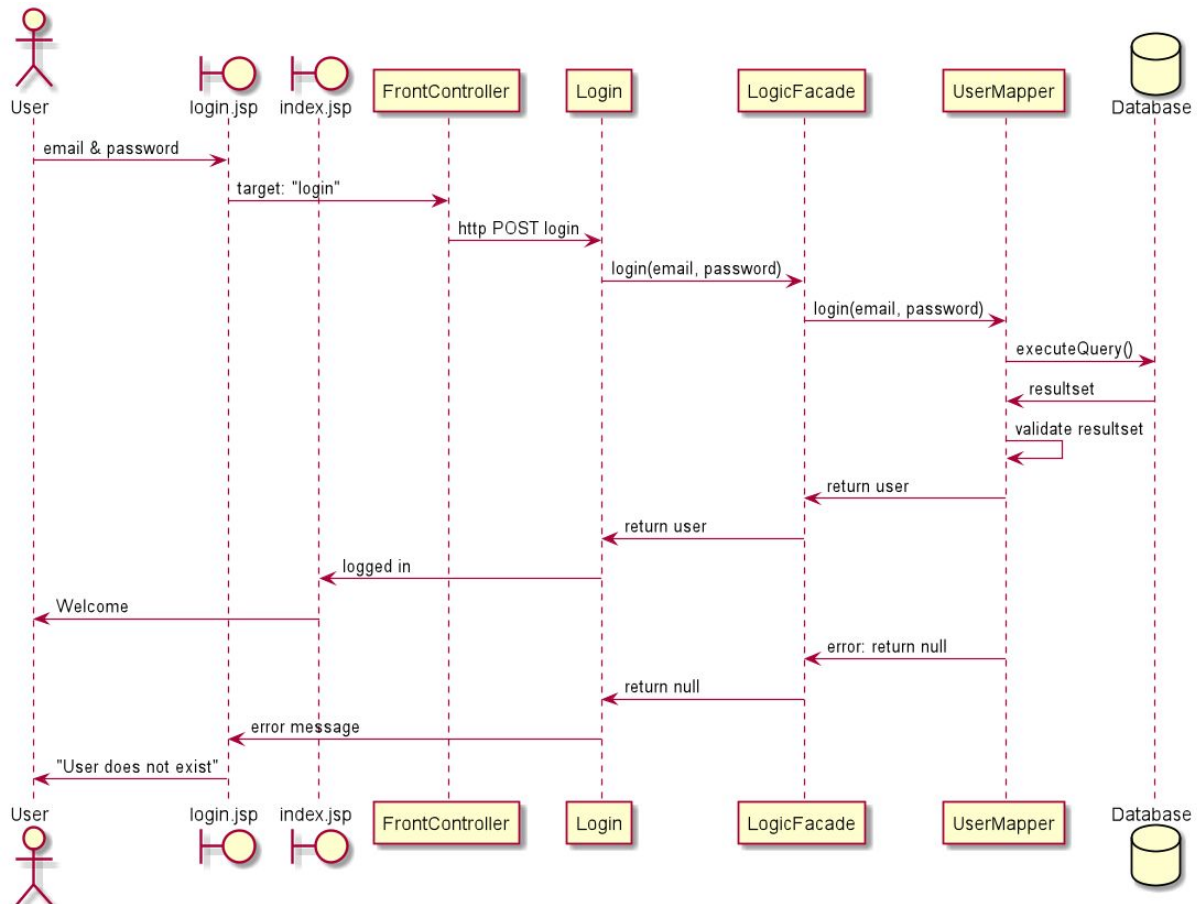 User
login.jsp
index.jsp
FrontController
Login
LogicFacade
UserMapper
Database
email & password
target: "login"
http POST login
login(email, password)
login(email, password)
executeQuery()
resultset
validate resultset
return user
return user
logged in
Welcome
error: return null
return null
error message
"User does not exist"
User
login.jsp
index.jsp
FrontController
Login
LogicFacade
UserMapper
Database